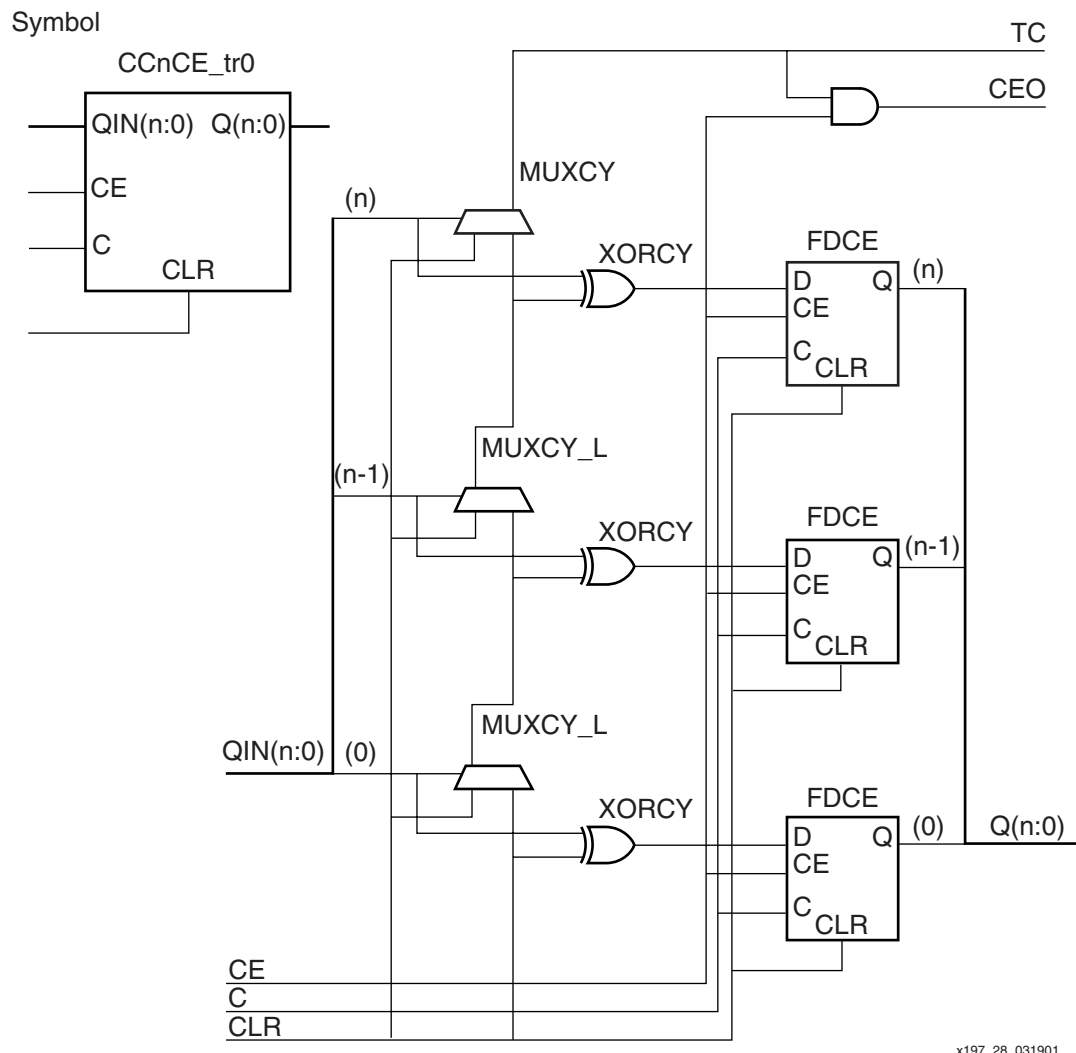 Symbol
CCnCE_tr0
QIN(n:0) Q(n:0)
CE
C
CLR
TC
CEO
MUXCY
(n)
XORCY
FDCE
D Q (n)
CE
C
CLR
MUXCY_L
(n-1)
XORCY
FDCE
D Q (n-1)
CE
C
CLR
MUXCY_L
QIN(n:0) (0)
XORCY
FDCE
D Q (0) Q(n:0)
CE
C
CLR
CE
C
CLR
x197_28_031901